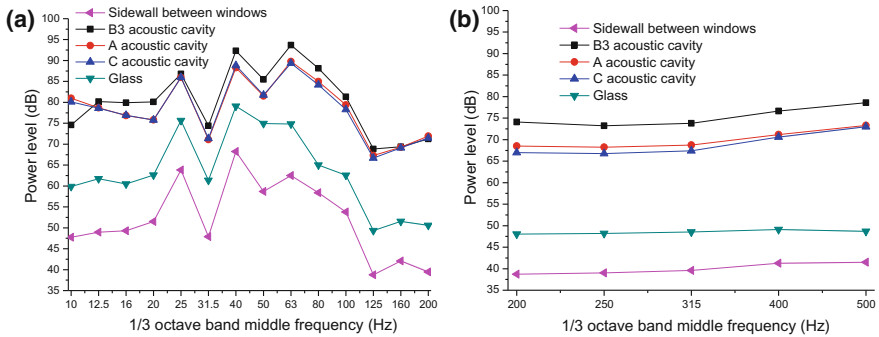 (a)
Sidewall between windows
B3 acoustic cavity
A acoustic cavity
C acoustic cavity
Glass
Power level (dB)
100
95
90
85
80
75
70
65
60
55
50
45
40
35
10 12.5 16 20 25 31.5 40 50 63 80 100 125 160 200
1/3 octave band middle frequency (Hz)
(b)
Sidewall between windows
B3 acoustic cavity
A acoustic cavity
C acoustic cavity
Glass
Power level (dB)
100
95
90
85
80
75
70
65
60
55
50
45
40
35
200 250 315 400 500
1/3 octave band middle frequency (Hz)